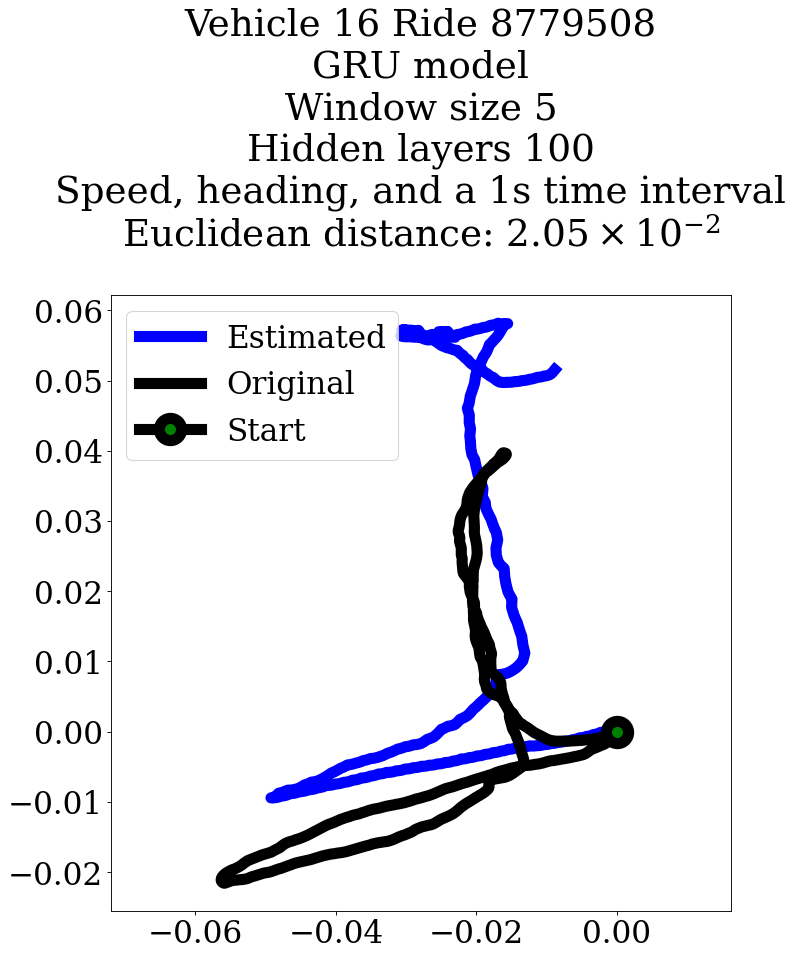 Vehicle 16 Ride 8779508
GRU model
Window size 5
Hidden layers 100
Speed, heading, and a 1s time interval
Euclidean distance: 2.05 × 10⁻²
Estimated
Original
Start
0.06
0.05
0.04
0.03
0.02
0.01
0.00
−0.01
−0.02
−0.06 −0.04 −0.02 0.00